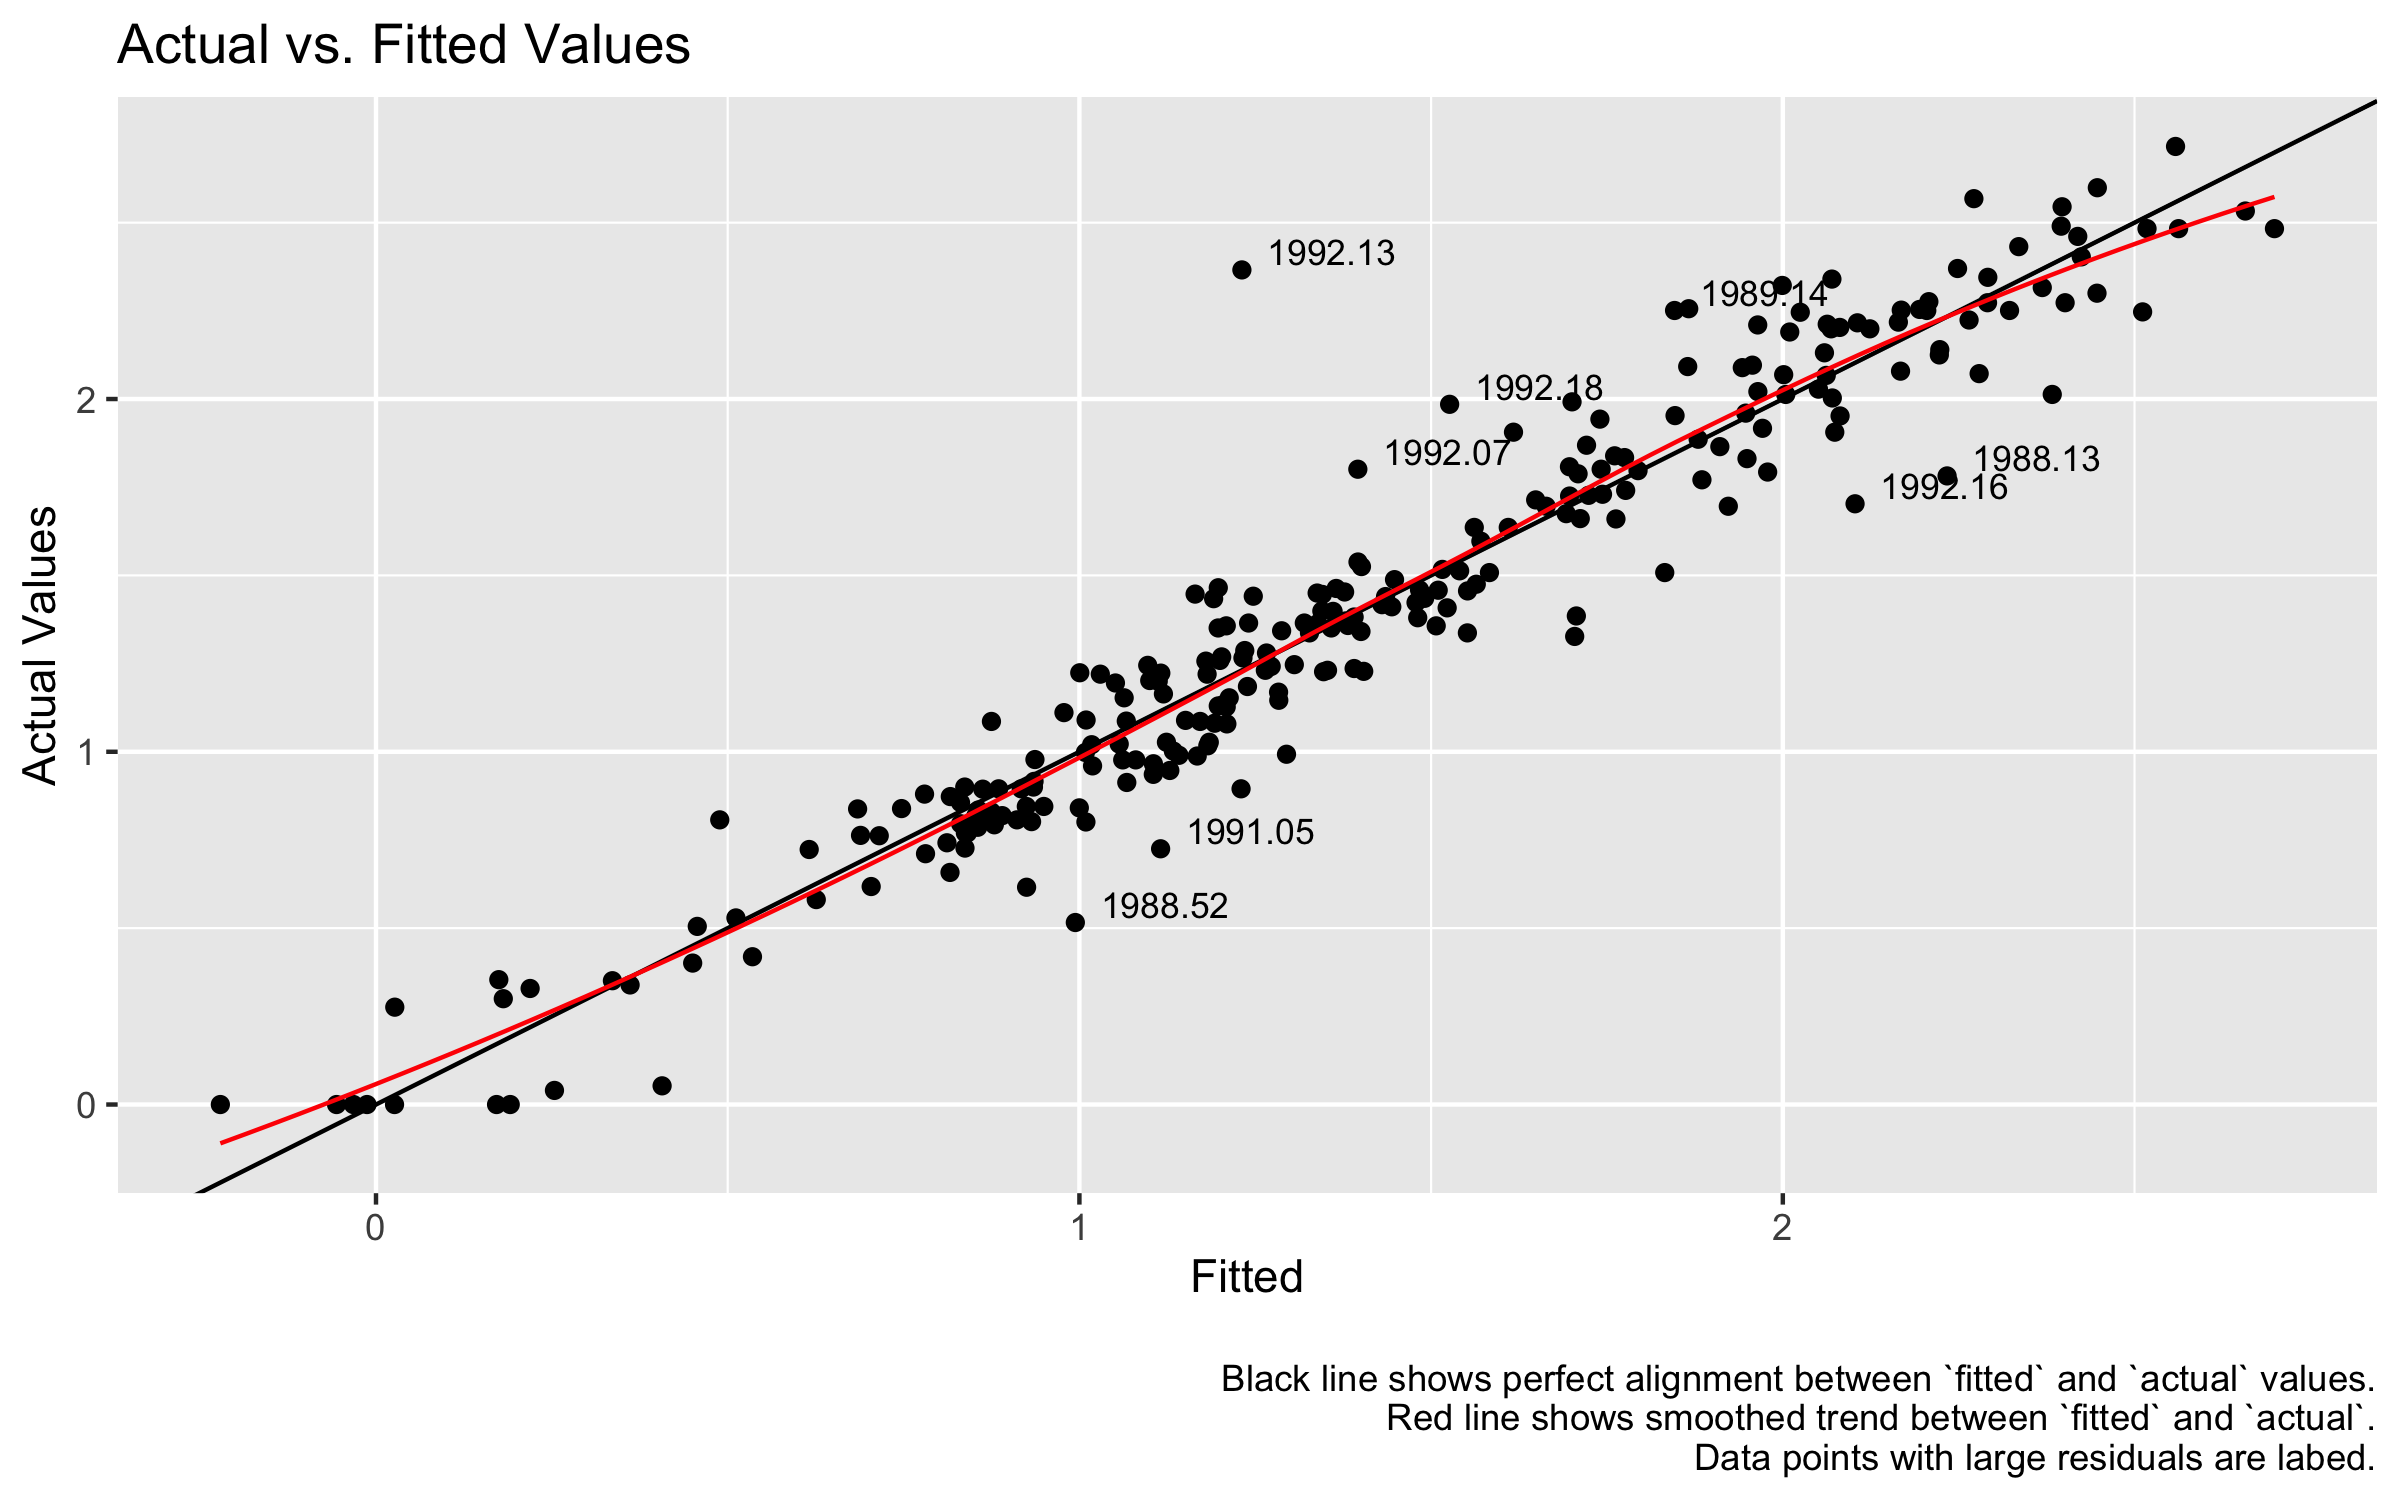 Actual vs. Fitted Values
1992.13
1989.14
1992.18
1992.07
1988.13
1992.16
1991.05
1988.52
2
1
0
Actual Values
0 1 2
Fitted
Black line shows perfect alignment between `fitted` and `actual` values.
Red line shows smoothed trend between `fitted` and `actual`.
Data points with large residuals are labed.